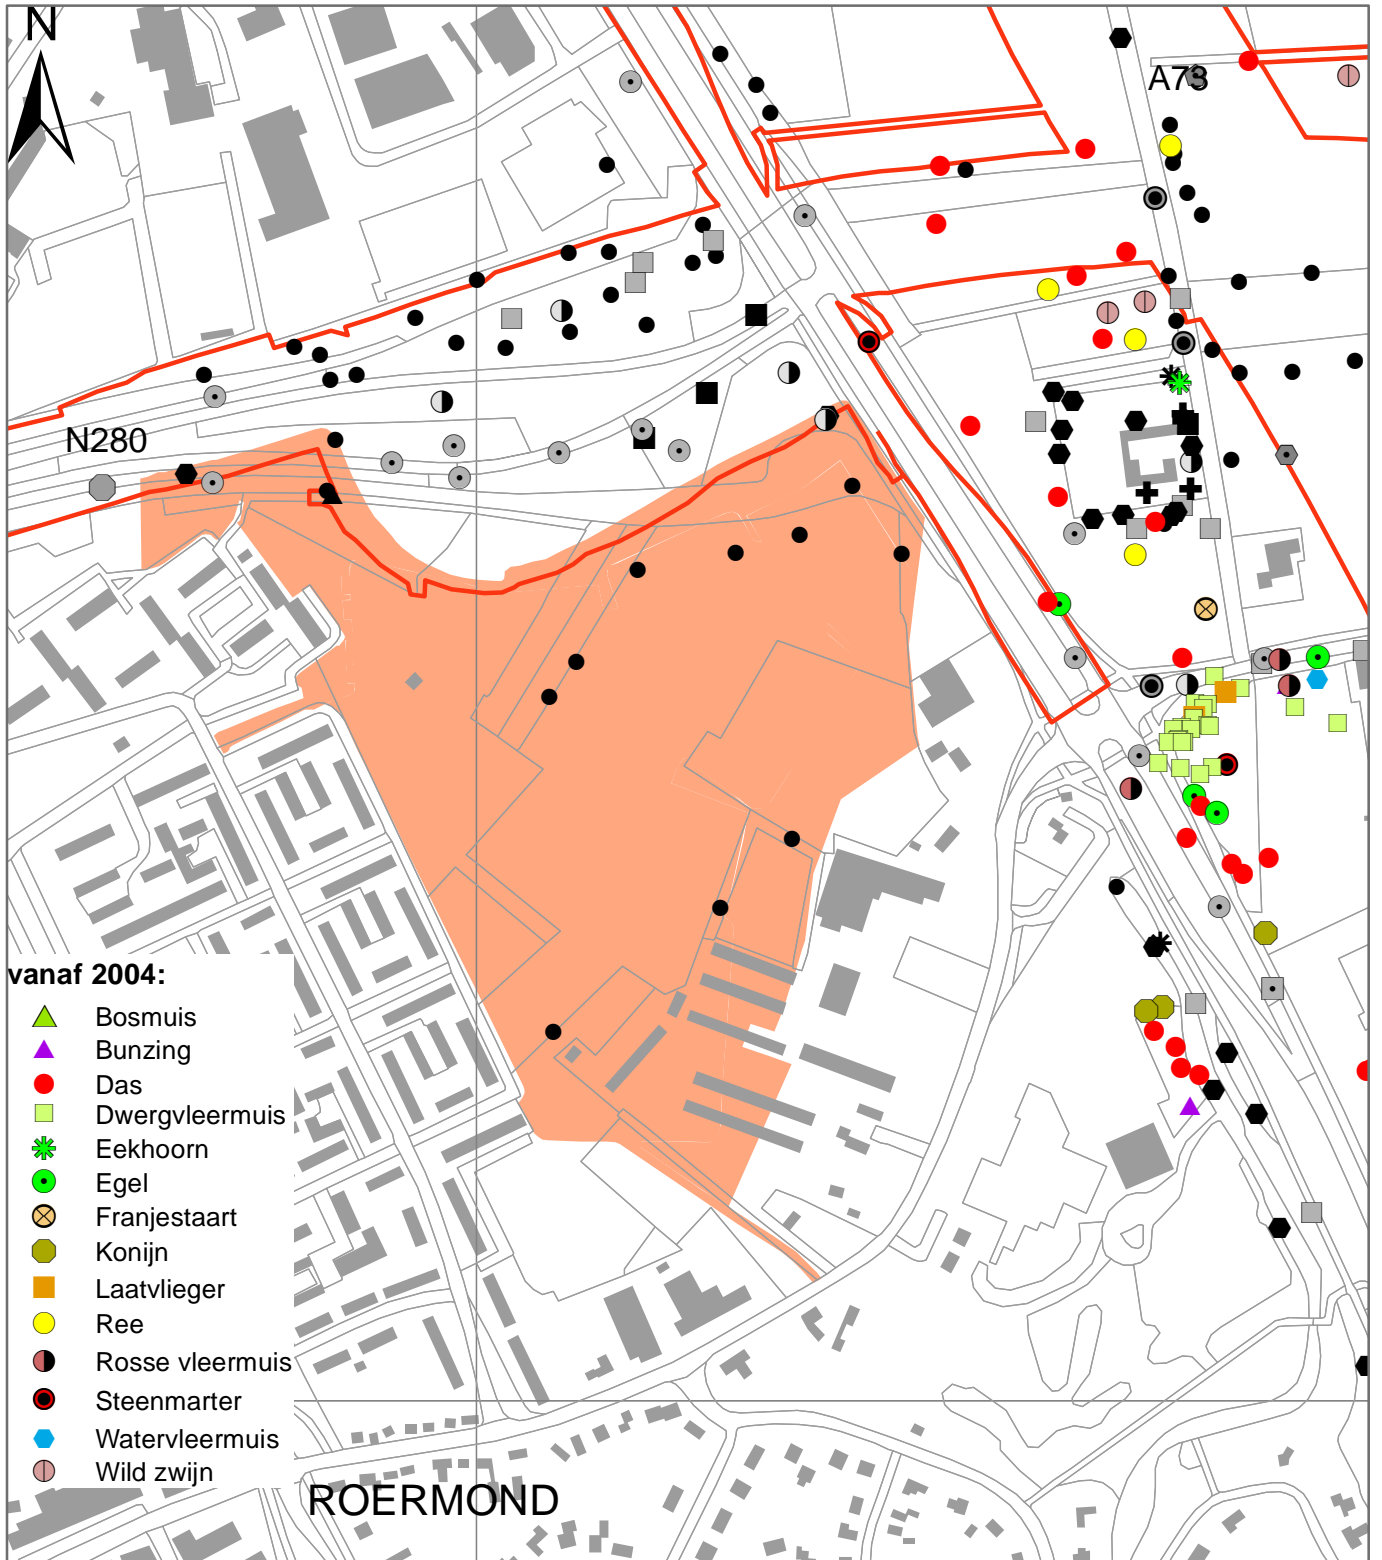 N
A73
N280
vanaf 2004:
Bosmuis
Bunzing
Das
Dwergvleermuis
Eekhoorn
Egel
Franjestaart
Konijn
Laatvlieger
Ree
Rosse vleermuis
Steenmarter
Watervleermuis
Wild zwijn
ROERMOND